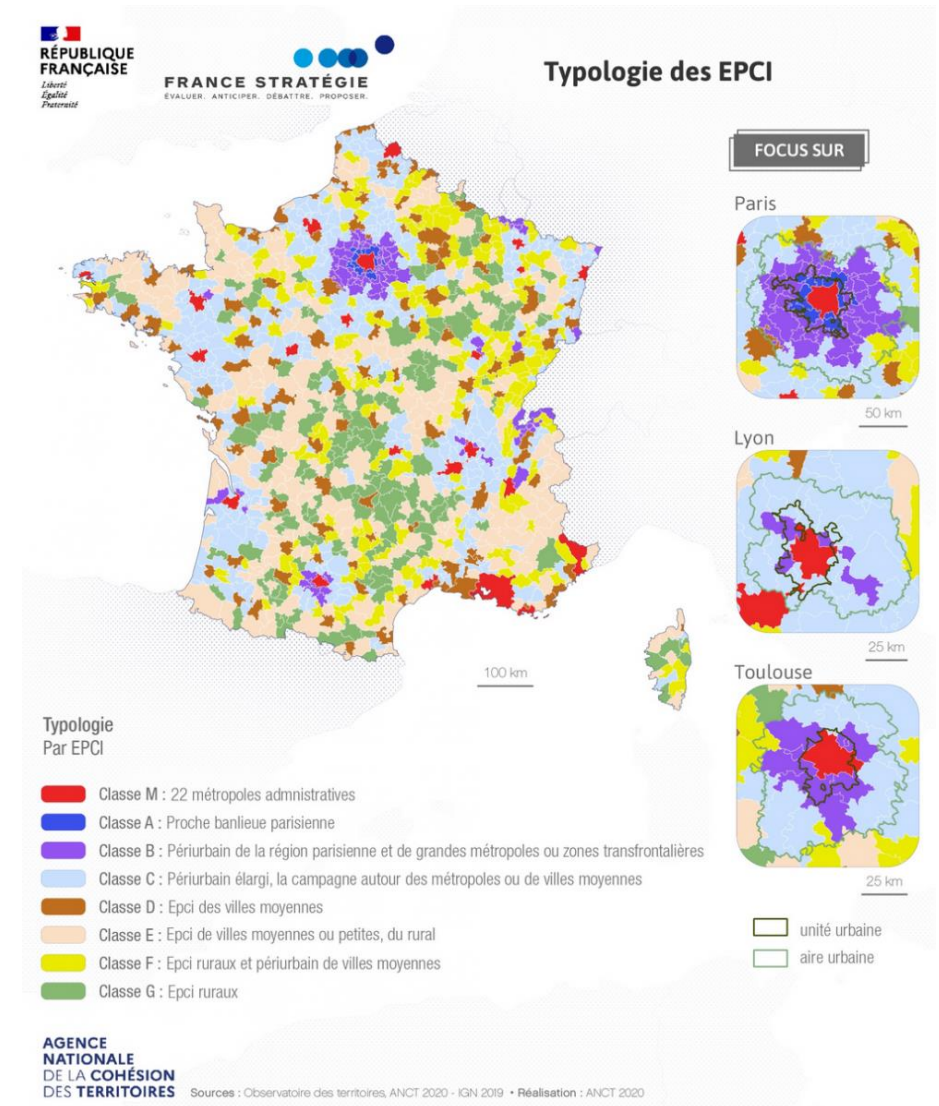 RÉPUBLIQUE
FRANÇAISE
Liberté
Égalité
Fraternité
FRANCE STRATÉGIE
ÉVALUER. ANTICIPER. DÉBATTRE. PROPOSER.
Typologie des EPCI
FOCUS SUR
Paris
50 km
Lyon
25 km
Toulouse
25 km
100 km
Typologie
Par EPCI
Classe M : 22 métropoles admnistratives
Classe A : Proche banlieue parisienne
Classe B : Périurbain de la région parisienne et de grandes métropoles ou zones transfrontalières
Classe C : Périurbain élargi, la campagne autour des métropoles ou de villes moyennes
Classe D : Epci des villes moyennes
Classe E : Epci de villes moyennes ou petites, du rural
Classe F : Epci ruraux et périurbain de villes moyennes
Classe G : Epci ruraux
unité urbaine
aire urbaine
AGENCE
NATIONALE
DE LA COHÉSION
DES TERRITOIRES
Sources : Observatoire des territoires, ANCT 2020 - IGN 2019 • Réalisation : ANCT 2020